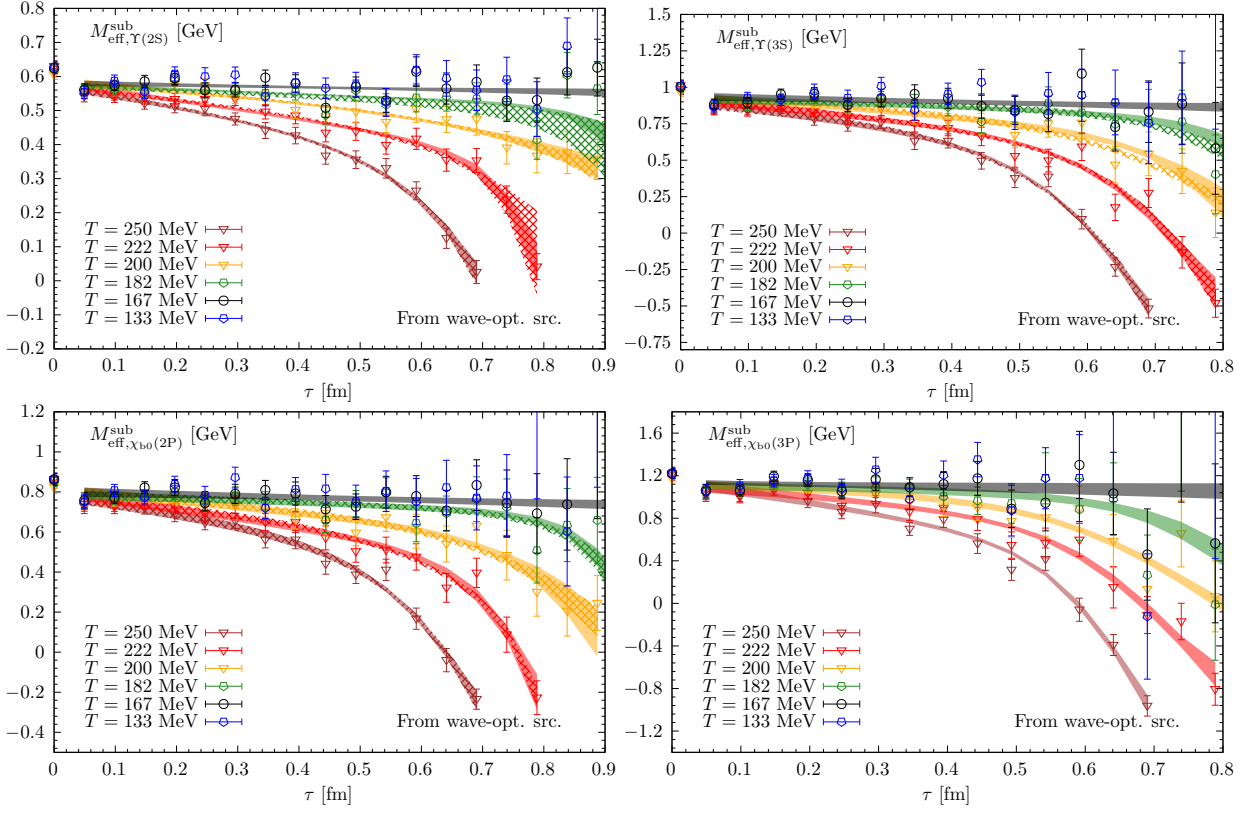 M^sub_eff,Υ(2S) [GeV]
0.8
0.7
0.6
0.5
0.4
0.3
0.2
0.1
0
−0.1
−0.2
T = 250 MeV
T = 222 MeV
T = 200 MeV
T = 182 MeV
T = 167 MeV
T = 133 MeV
From wave-opt. src.
0 0.1 0.2 0.3 0.4 0.5 0.6 0.7 0.8 0.9
τ [fm]
M^sub_eff,Υ(3S) [GeV]
1.5
1.25
1
0.75
0.5
0.25
0
−0.25
−0.5
−0.75
T = 250 MeV
T = 222 MeV
T = 200 MeV
T = 182 MeV
T = 167 MeV
T = 133 MeV
From wave-opt. src.
0 0.1 0.2 0.3 0.4 0.5 0.6 0.7 0.8
τ [fm]
M^sub_eff,χb0(2P) [GeV]
1.2
1
0.8
0.6
0.4
0.2
0
−0.2
−0.4
T = 250 MeV
T = 222 MeV
T = 200 MeV
T = 182 MeV
T = 167 MeV
T = 133 MeV
From wave-opt. src.
0 0.1 0.2 0.3 0.4 0.5 0.6 0.7 0.8 0.9
τ [fm]
M^sub_eff,χb0(3P) [GeV]
1.6
1.2
0.8
0.4
0
−0.4
−0.8
−1.2
T = 250 MeV
T = 222 MeV
T = 200 MeV
T = 182 MeV
T = 167 MeV
T = 133 MeV
From wave-opt. src.
0 0.1 0.2 0.3 0.4 0.5 0.6 0.7 0.8
τ [fm]